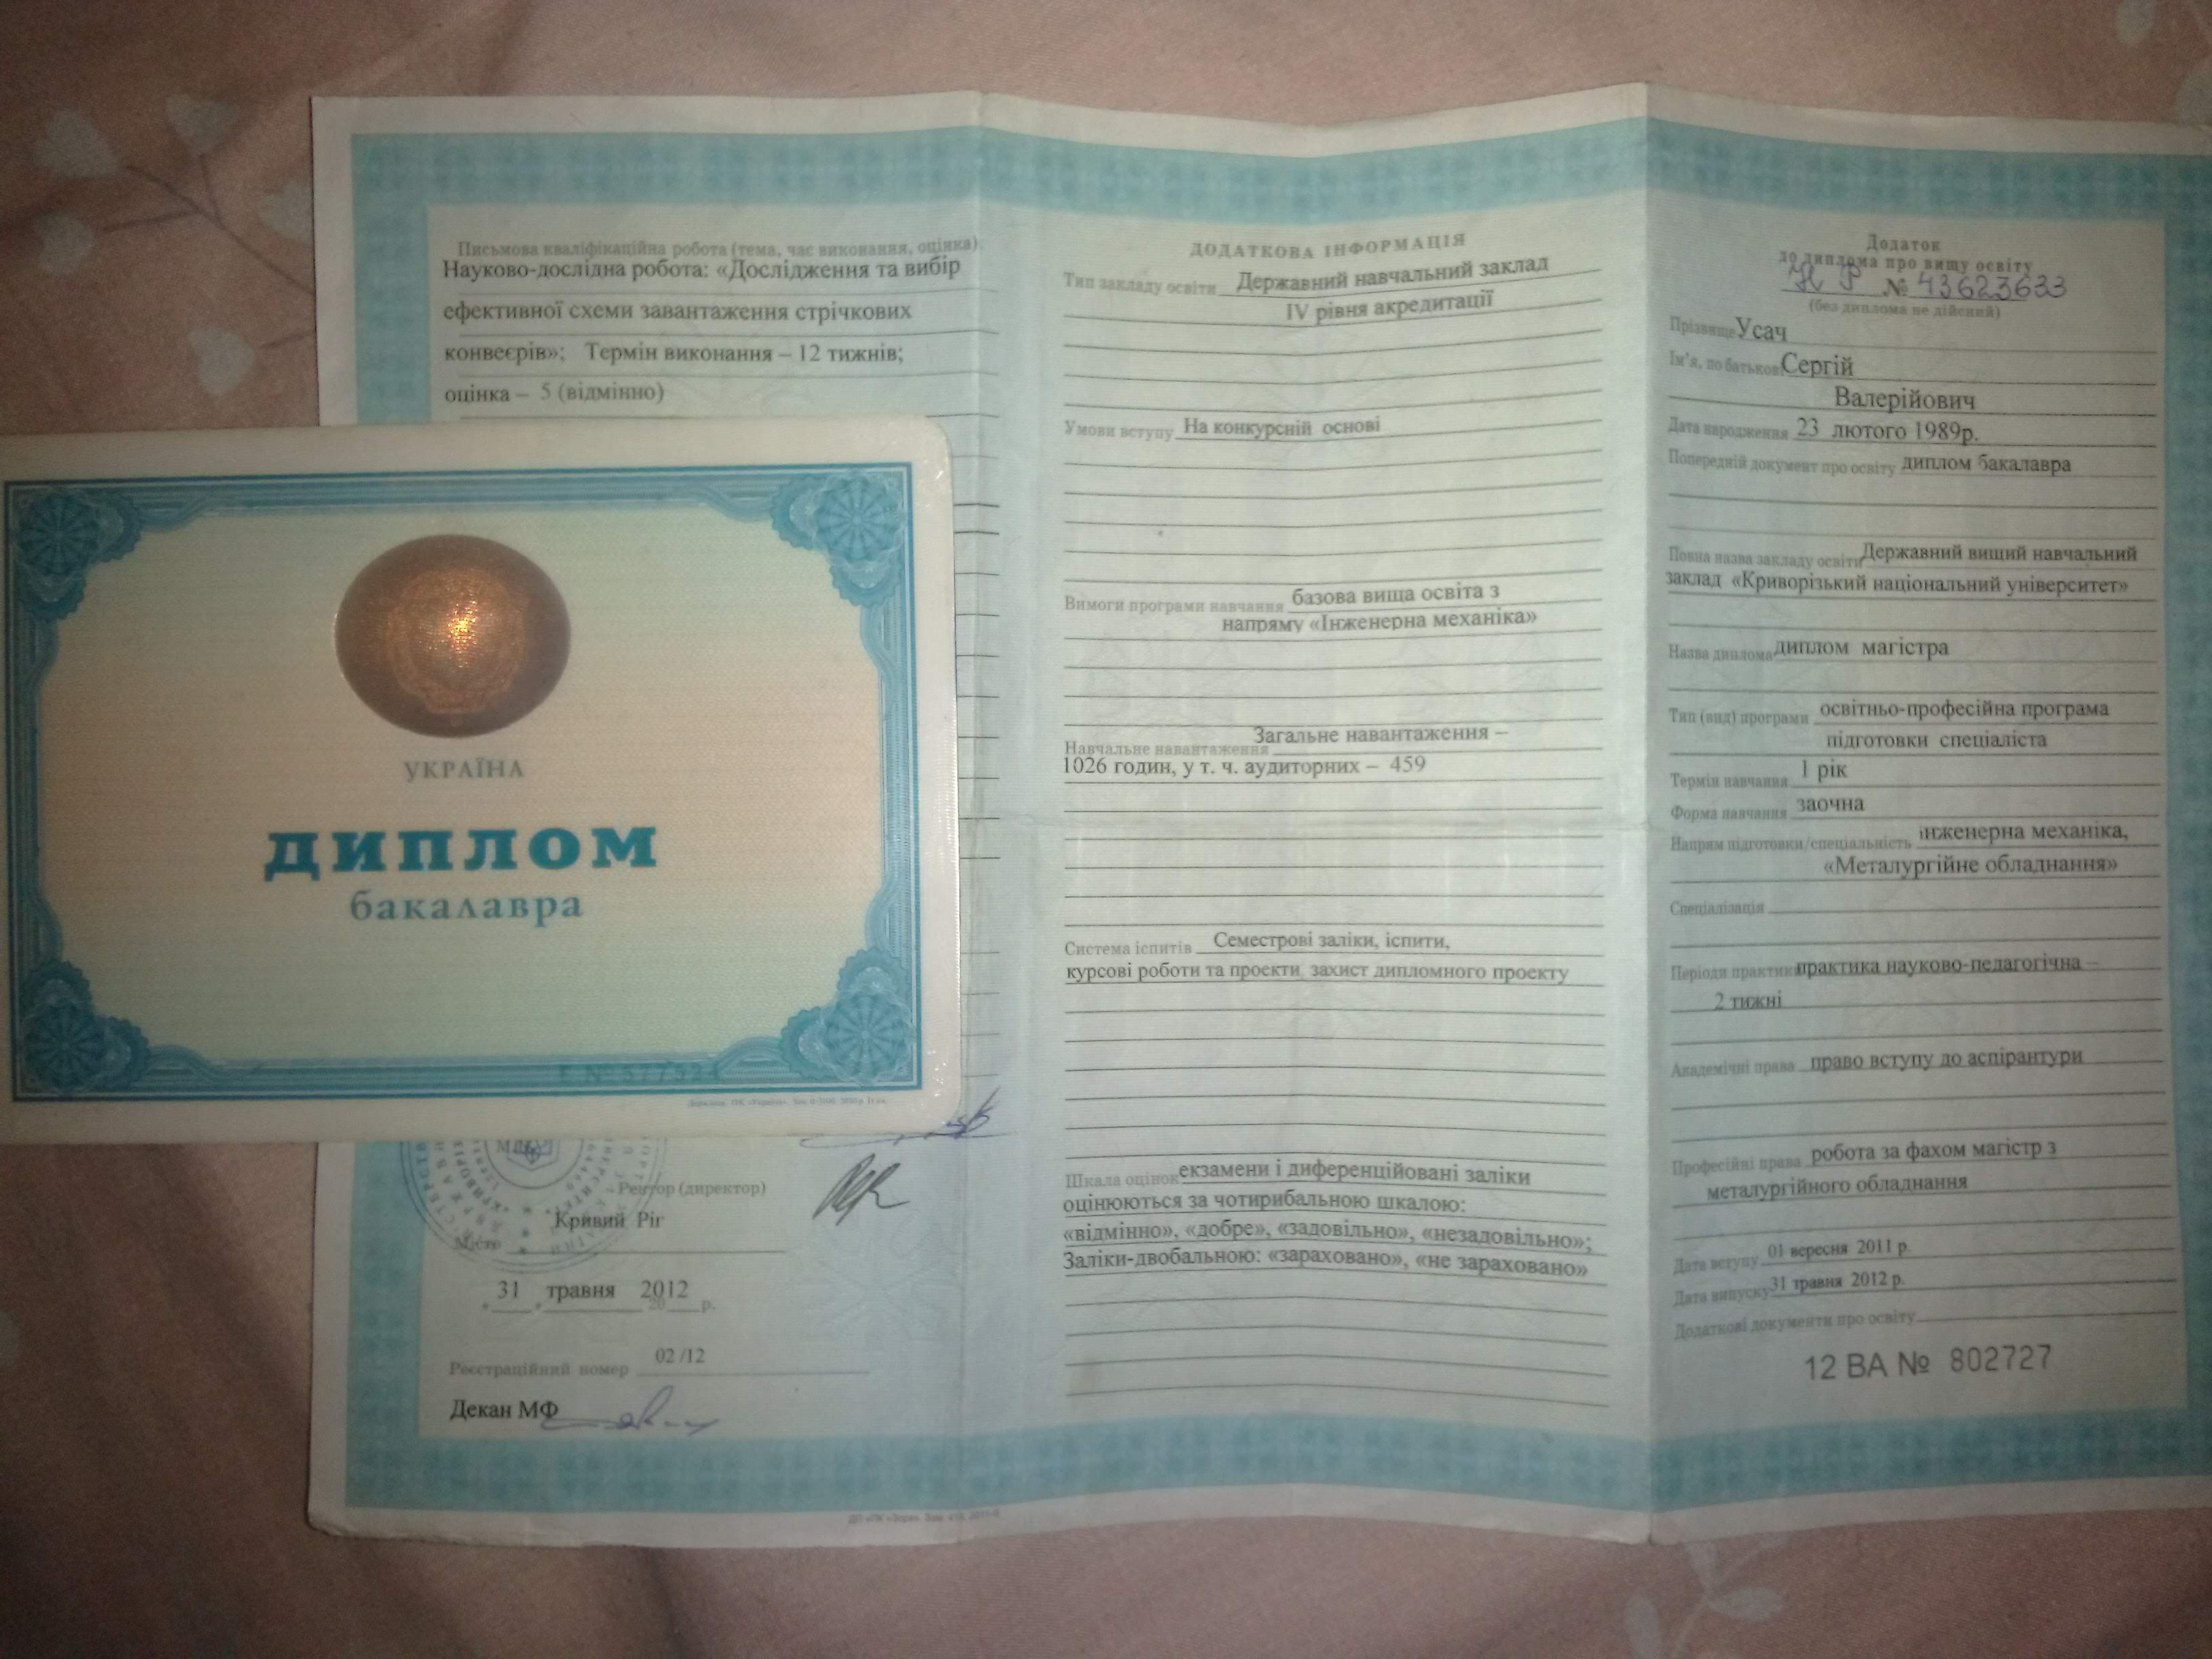 Письмова кваліфікаційна робота (тема, час виконання, оцінка)
Науково-дослідна робота: «Дослідження та вибір
ефективної схеми завантаження стрічкових
конвеєрів»; Термін виконання – 12 тижнів;
оцінка – 5 (відмінно)
УКРАЇНА
ДИПЛОМ
бакалавра
Ректор (директор)
Кривий Ріг
Місто
31 травня 2012
20 р.
Реєстраційний номер 02/12
Декан МФ
ДОДАТКОВА ІНФОРМАЦІЯ
Тип закладу освіти Державний навчальний заклад
IV рівня акредитації
Умови вступу На конкурсній основі
Вимоги програми навчання базова вища освіта з
напряму «Інженерна механіка»
Загальне навантаження –
Навчальне навантаження
1026 годин, у т. ч. аудиторних – 459
Система іспитів Семестрові заліки, іспити,
курсові роботи та проекти захист дипломного проекту
Шкала оцінок екзамени і диференційовані заліки
оцінюються за чотирибальною шкалою:
«відмінно», «добре», «задовільно», «незадовільно»;
Заліки-двобальною: «зараховано», «не зараховано»
Додаток
до диплома про вищу освіту
НР № 43623633
(без диплома не дійсний)
Прізвище Усач
Ім'я, по батькові Сергій
Валерійович
Дата народження 23 лютого 1989р.
Попередній документ про освіту диплом бакалавра
Повна назва закладу освіти Державний вищий навчальний
заклад «Криворізький національний університет»
Назва диплома диплом магістра
Тип (вид) програми освітньо-професійна програма
підготовки спеціаліста
Термін навчання 1 рік
Форма навчання заочна
Напрям підготовки/спеціальність інженерна механіка,
«Металургійне обладнання»
Спеціалізація
Періоди практики практика науково-педагогічна –
2 тижні
Академічні права право вступу до аспірантури
Професійні права робота за фахом магістр з
металургійного обладнання
Дата вступу 01 вересня 2011 р.
Дата випуску 31 травня 2012 р.
Додаткові документи про освіту
12 ВА № 802727